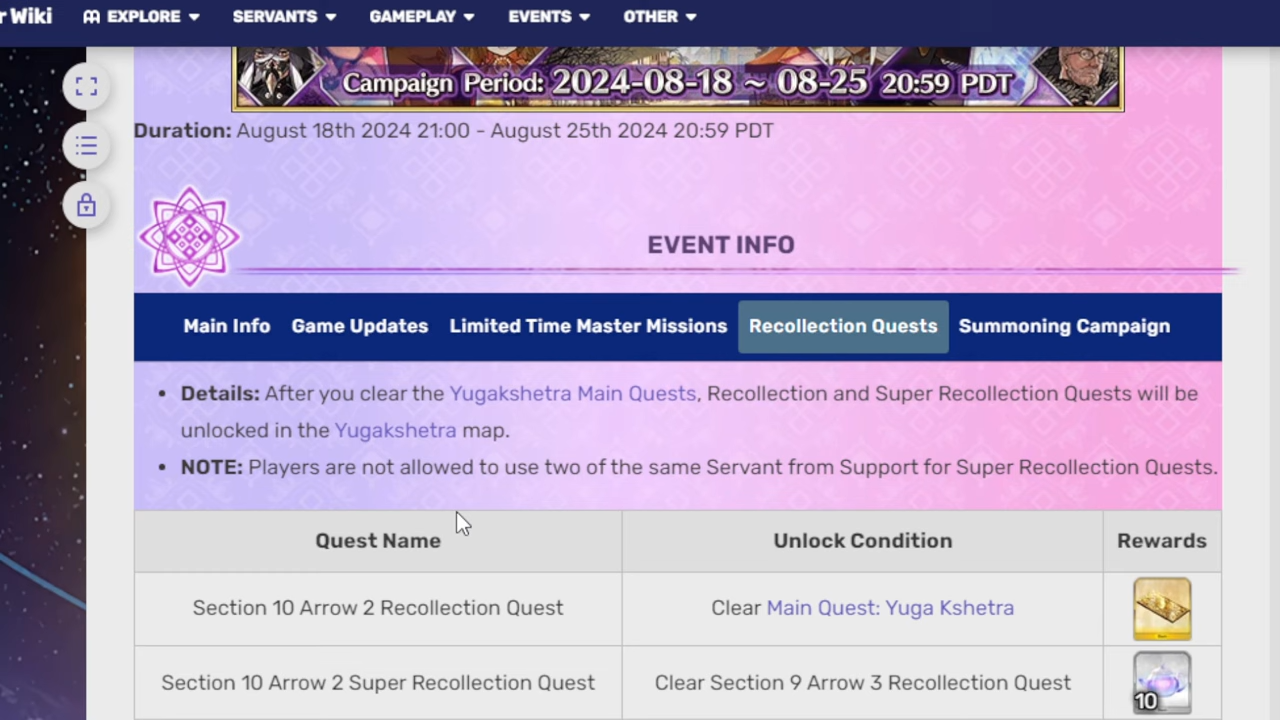 r Wiki EXPLORE SERVANTS GAMEPLAY EVENTS OTHER
Campaign Period: 2024-08-18 ~ 08-25 20:59 PDT
Duration: August 18th 2024 21:00 - August 25th 2024 20:59 PDT
EVENT INFO
Main Info Game Updates Limited Time Master Missions Recollection Quests Summoning Campaign
• Details: After you clear the Yugakshetra Main Quests, Recollection and Super Recollection Quests will be
unlocked in the Yugakshetra map.
• NOTE: Players are not allowed to use two of the same Servant from Support for Super Recollection Quests.
Quest Name Unlock Condition Rewards
Section 10 Arrow 2 Recollection Quest Clear Main Quest: Yuga Kshetra
Section 10 Arrow 2 Super Recollection Quest Clear Section 9 Arrow 3 Recollection Quest 10